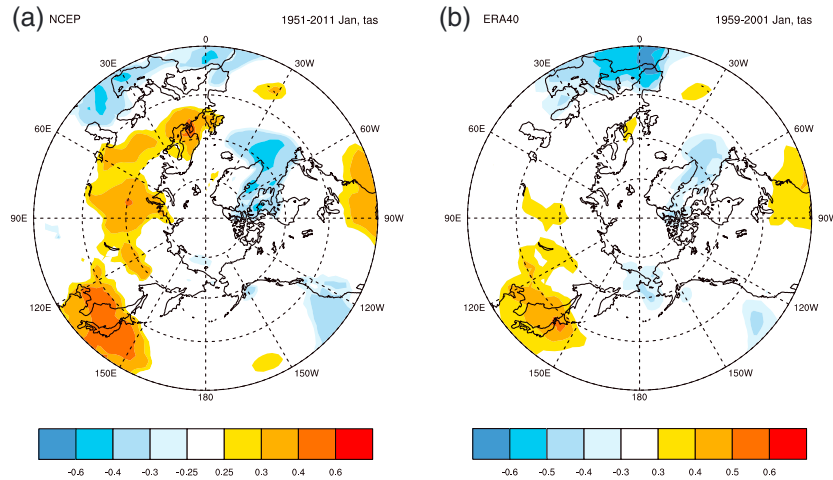 (a) NCEP 1951-2011 Jan, tas
0
30E 30W
60E 60W
90E 90W
120E 120W
150E 150W
180
-0.6 -0.4 -0.3 -0.25 0.25 0.3 0.4 0.6
(b) ERA40 1959-2001 Jan, tas
0
30E 30W
60E 60W
90E 90W
120E 120W
150E 150W
180
-0.6 -0.5 -0.4 -0.3 0.3 0.4 0.5 0.6